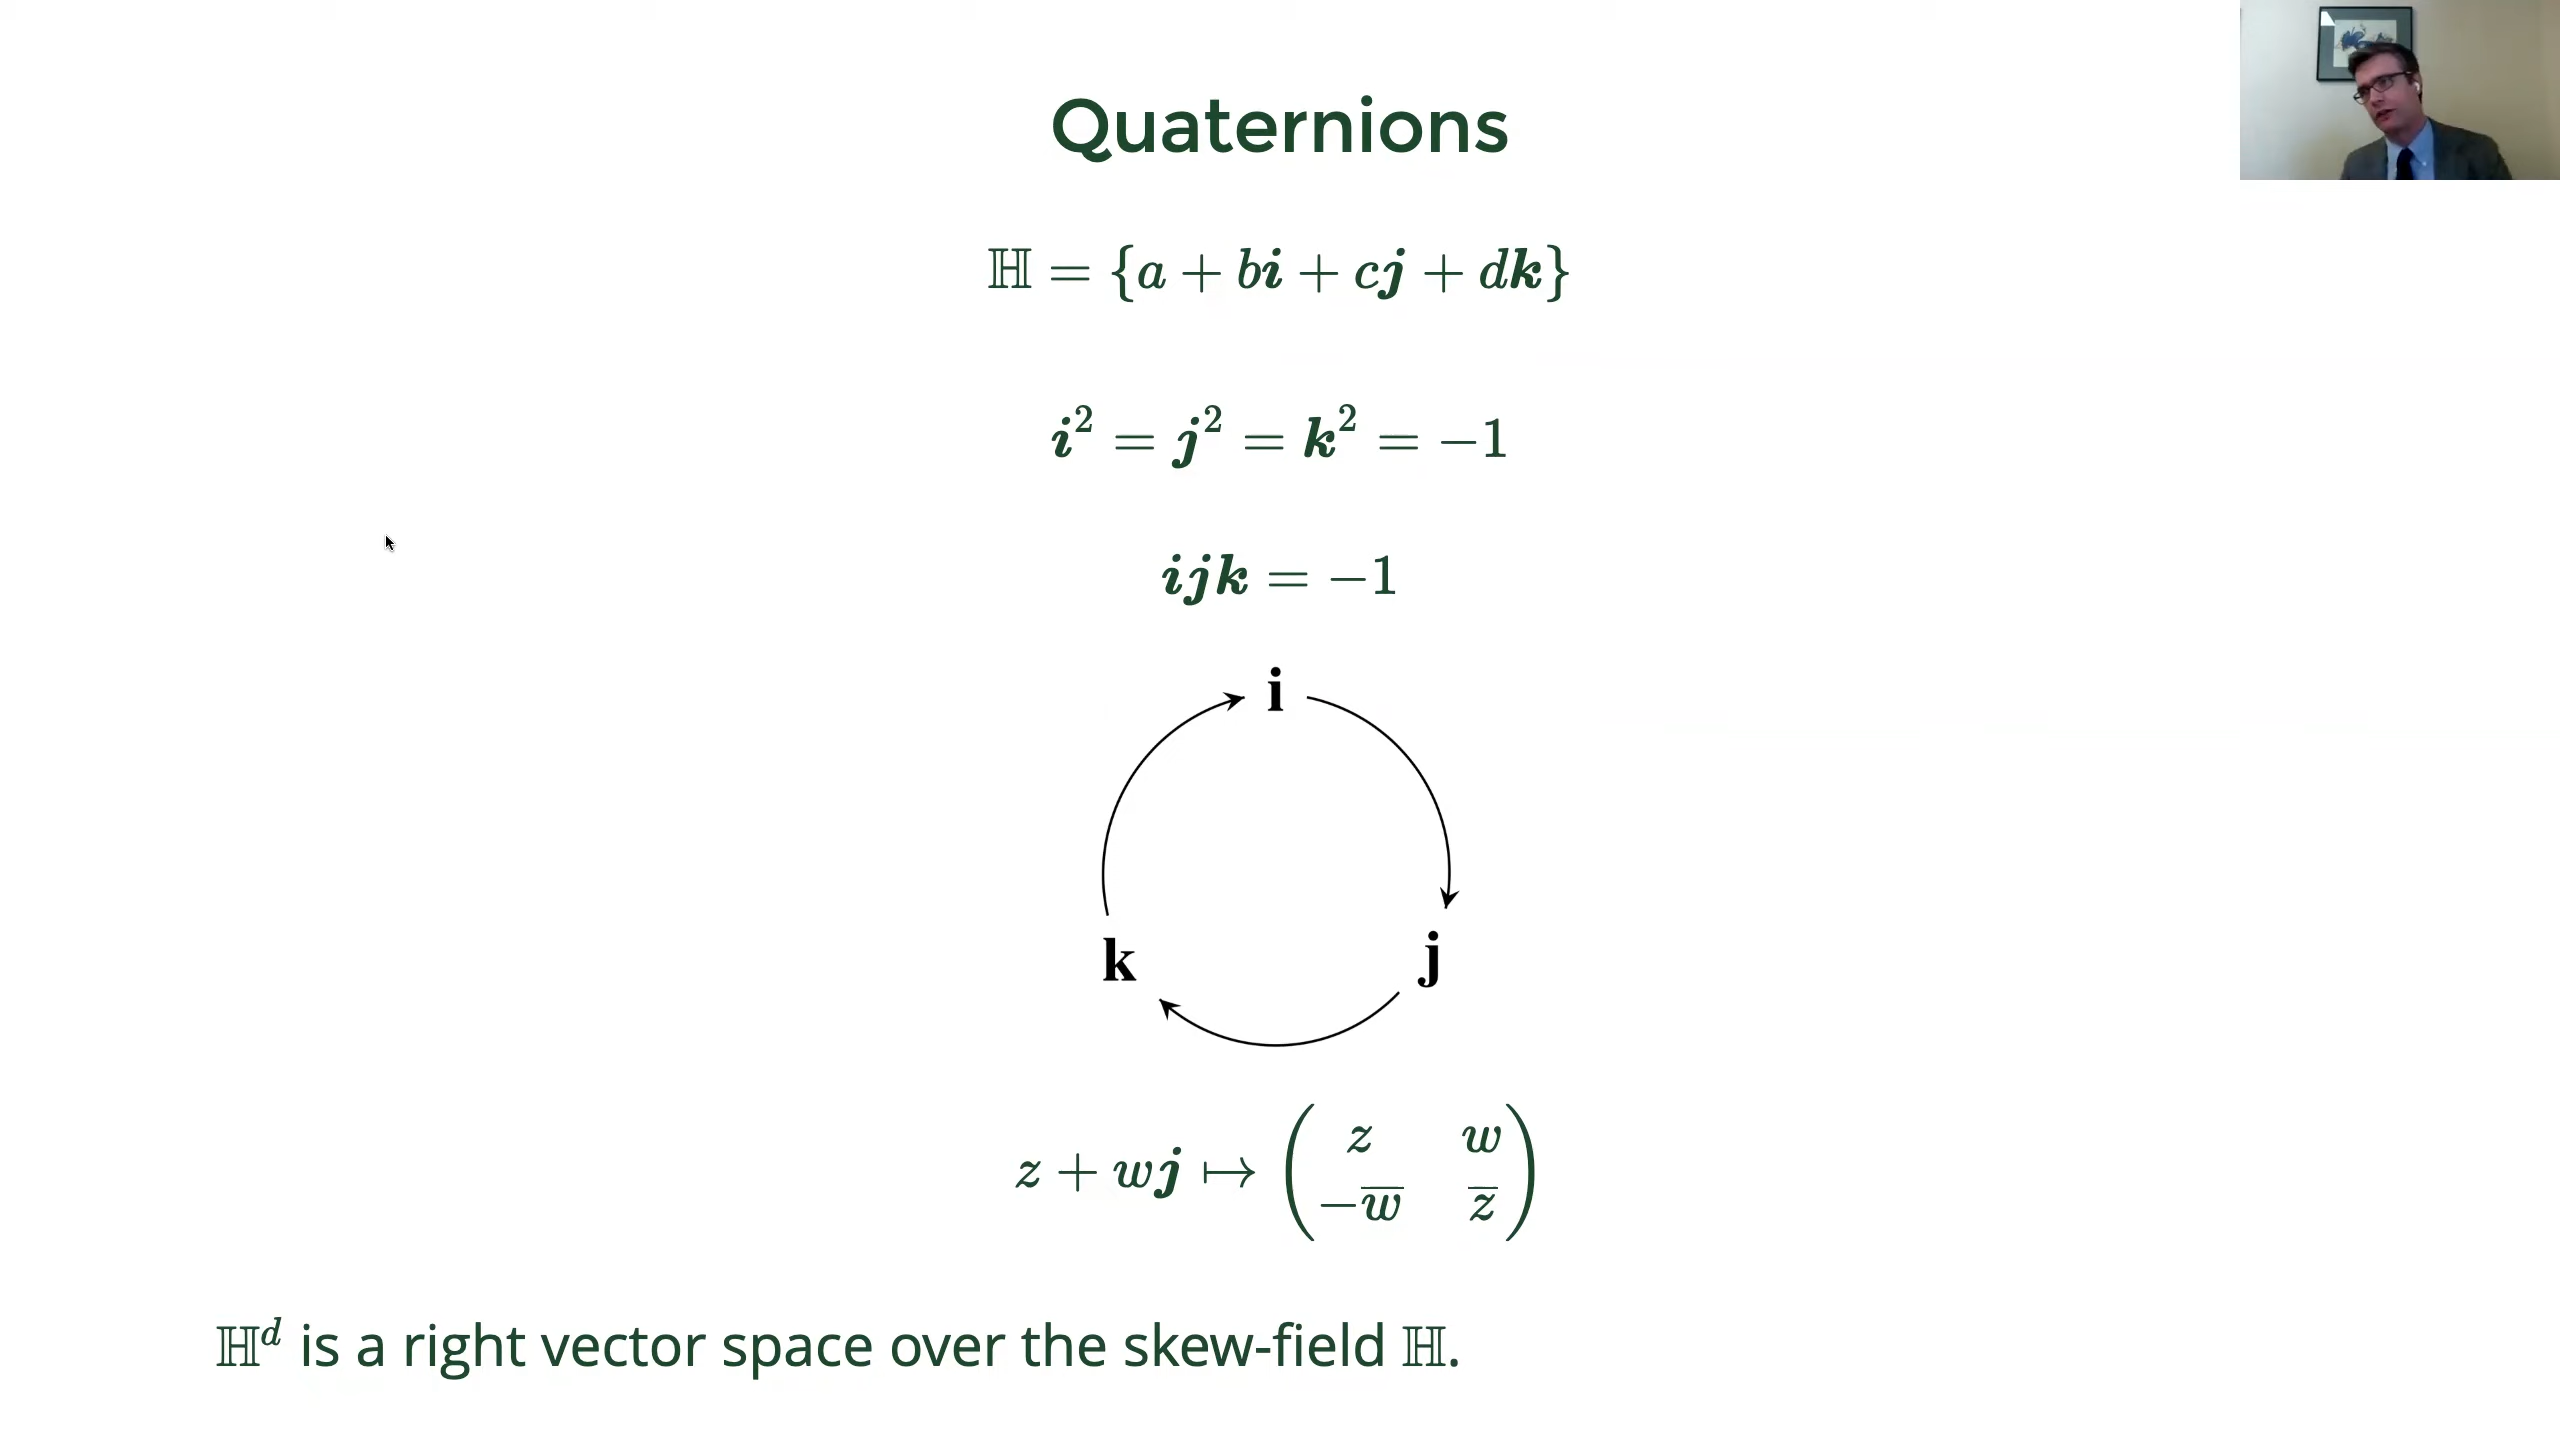 Quaternions
ℍ = {a + b𝒊 + c𝒋 + d𝒌}
𝒊² = 𝒋² = 𝒌² = −1
𝒊𝒋𝒌 = −1
i
k j
z + w𝒋 ↦ ( z w
−w̅ z̅ )
ℍᵈ is a right vector space over the skew-field ℍ.